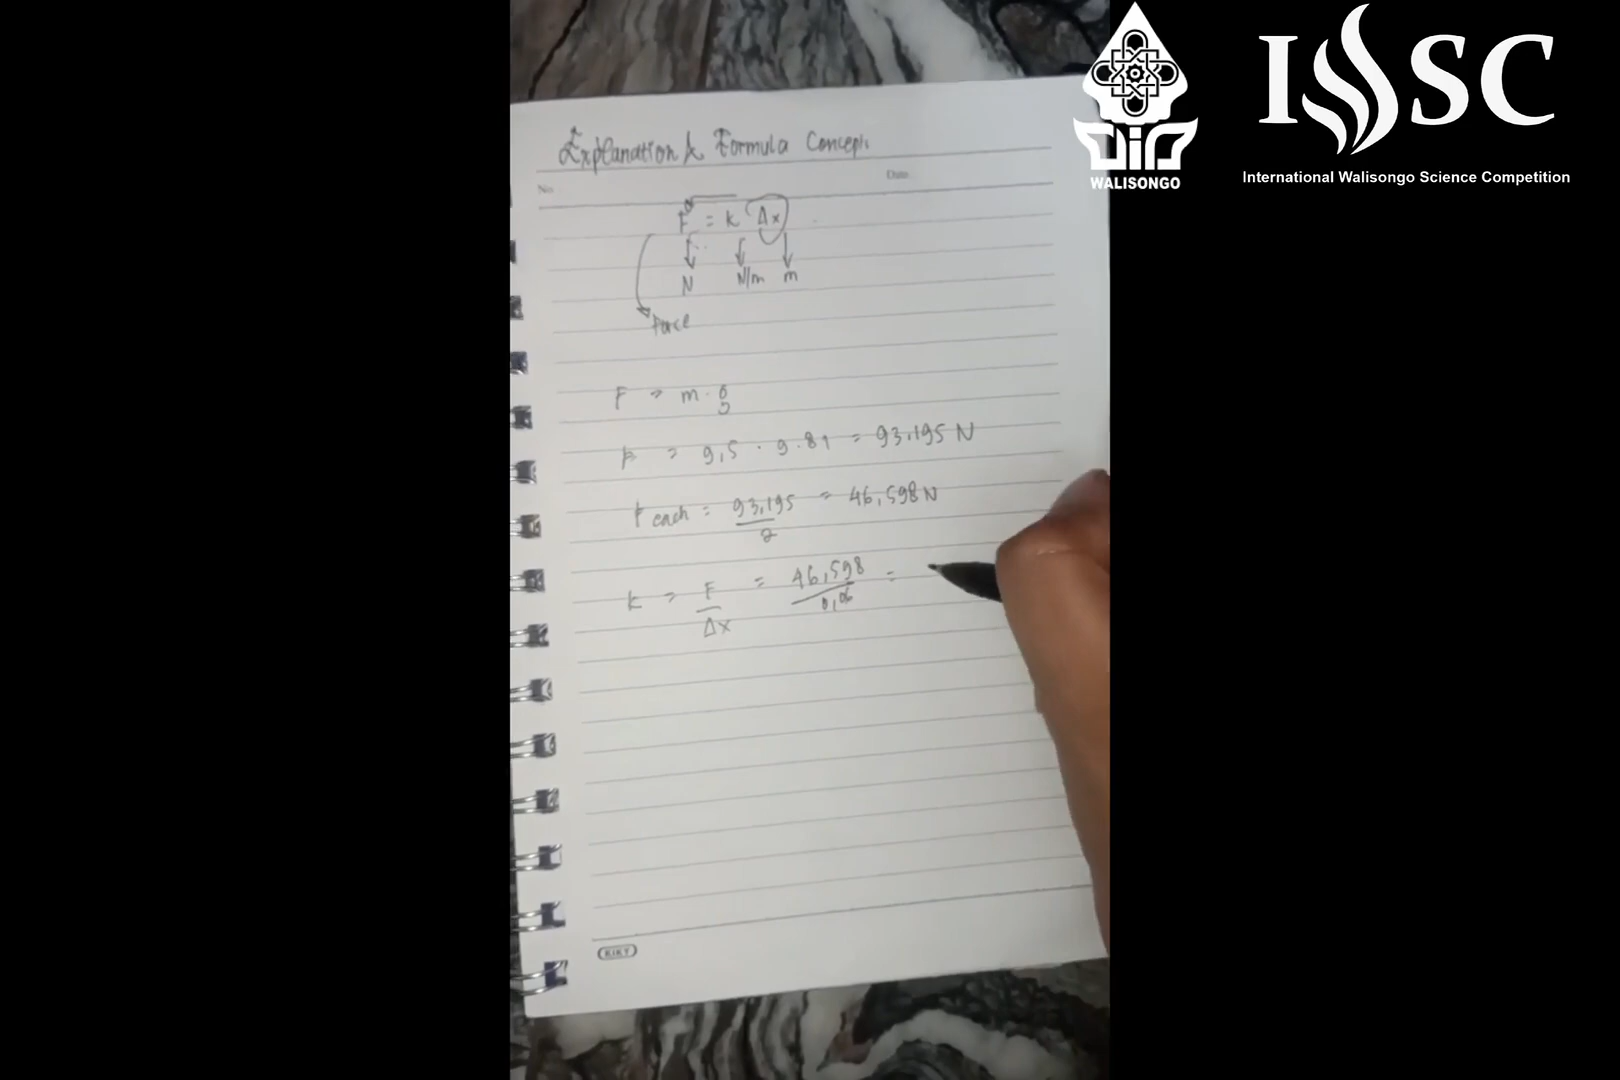 Explanation & Formula Concept
No.
Date
F = k Δx
N N/m m
Force
F = m . g
F = 9,5 . 9.81 = 93,195 N
F each = 93,195 / 2 = 46,598 N
k = F / Δx = 46,598 / 0,06 =
KIKY
WALISONGO
ISSC
International Walisongo Science Competition